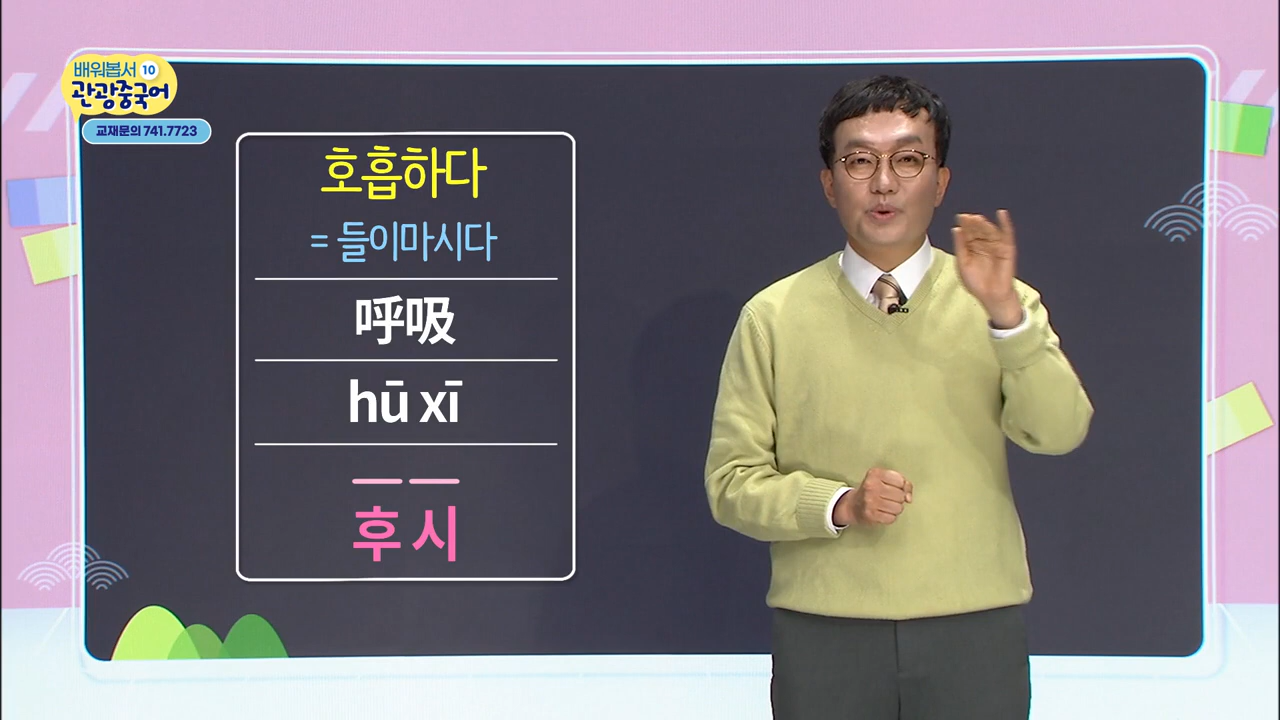 배워봅서 10
관광중국어
교재문의 741.7723
호흡하다
= 들이마시다
呼吸
hū xī
후 시